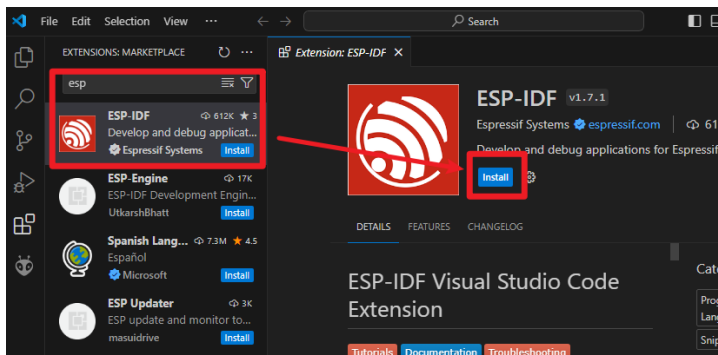 File Edit Selection View ··· ← → Search
EXTENSIONS: MARKETPLACE ···
Extension: ESP-IDF ×
esp
ESP-IDF 612K ★ 3
Develop and debug applicat...
Espressif Systems Install
ESP-Engine 17K
ESP-IDF Development Engin...
UtkarshBhatt Install
Spanish Lang... 7.3M ★ 4.5
Español
Microsoft Install
ESP Updater 3K
ESP update and monitor to...
masuidrive Install
ESP-IDF v1.7.1
Espressif Systems espressif.com | 61
Develop and debug applications for Espressif
Install
DETAILS FEATURES CHANGELOG
ESP-IDF Visual Studio Code
Extension
Tutorials Documentation Troubleshooting
Cat
Pro
Lan
Snip